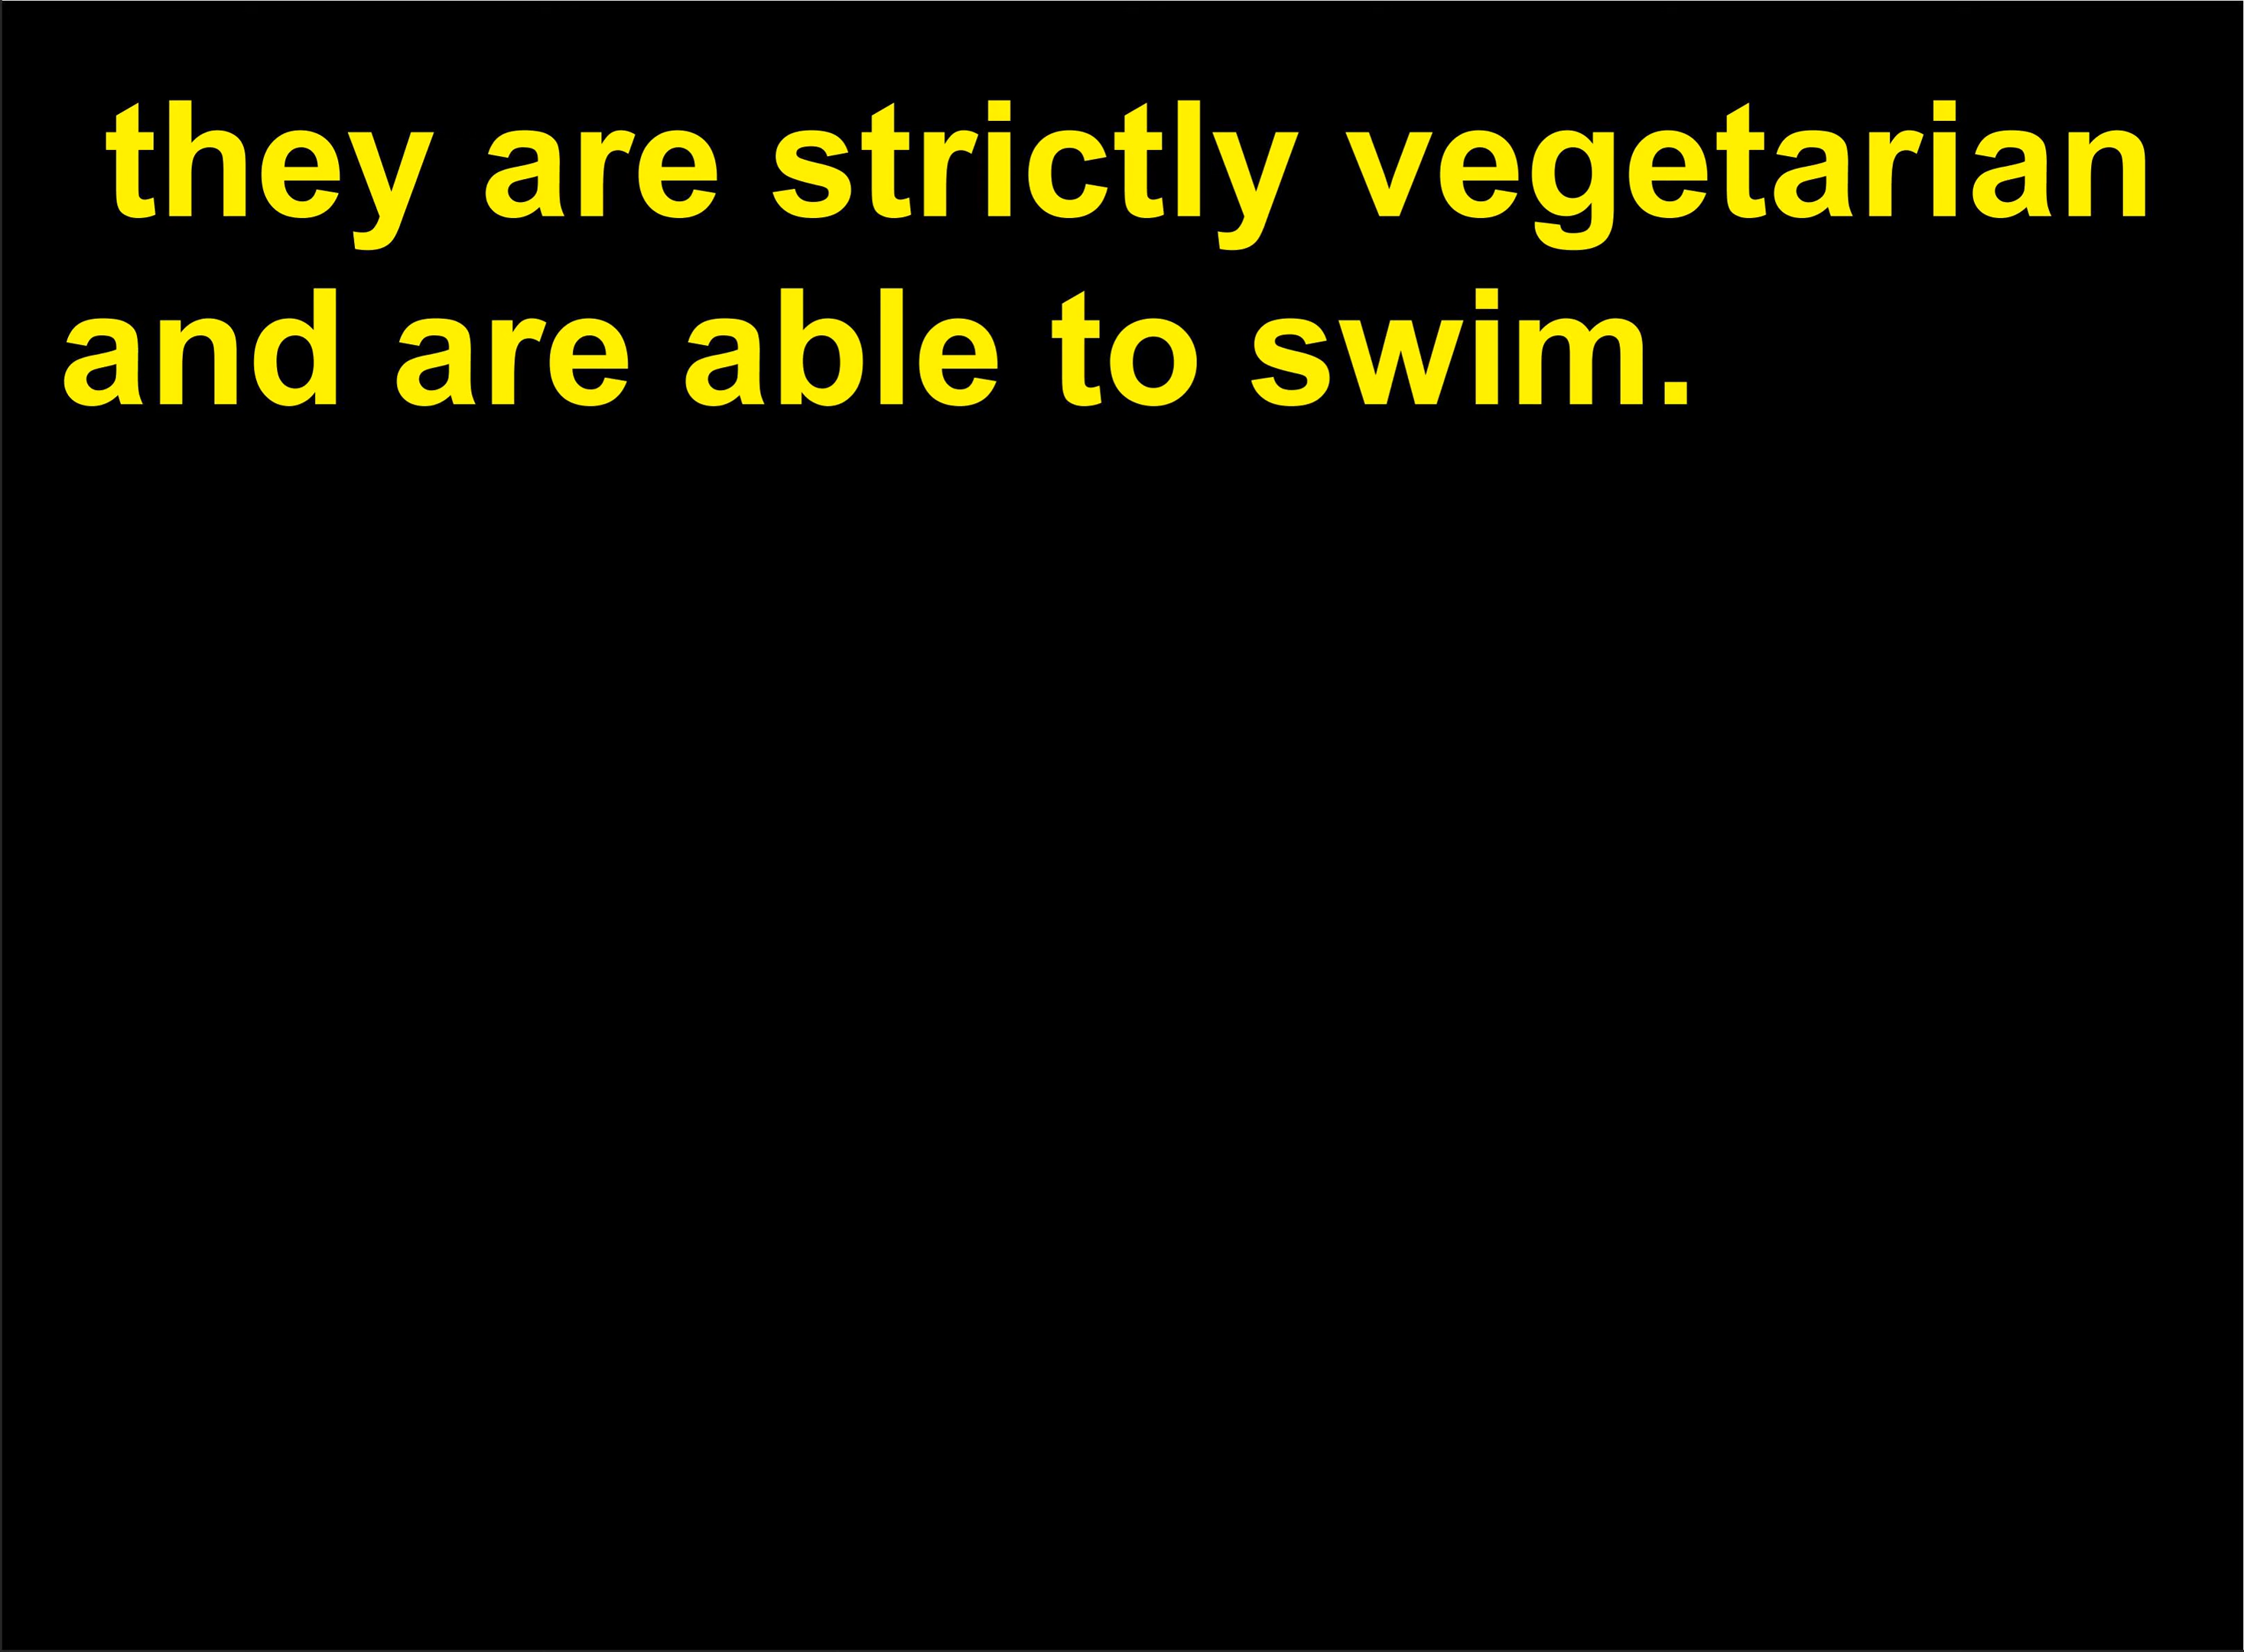 they are strictly vegetarian
and are able to swim.